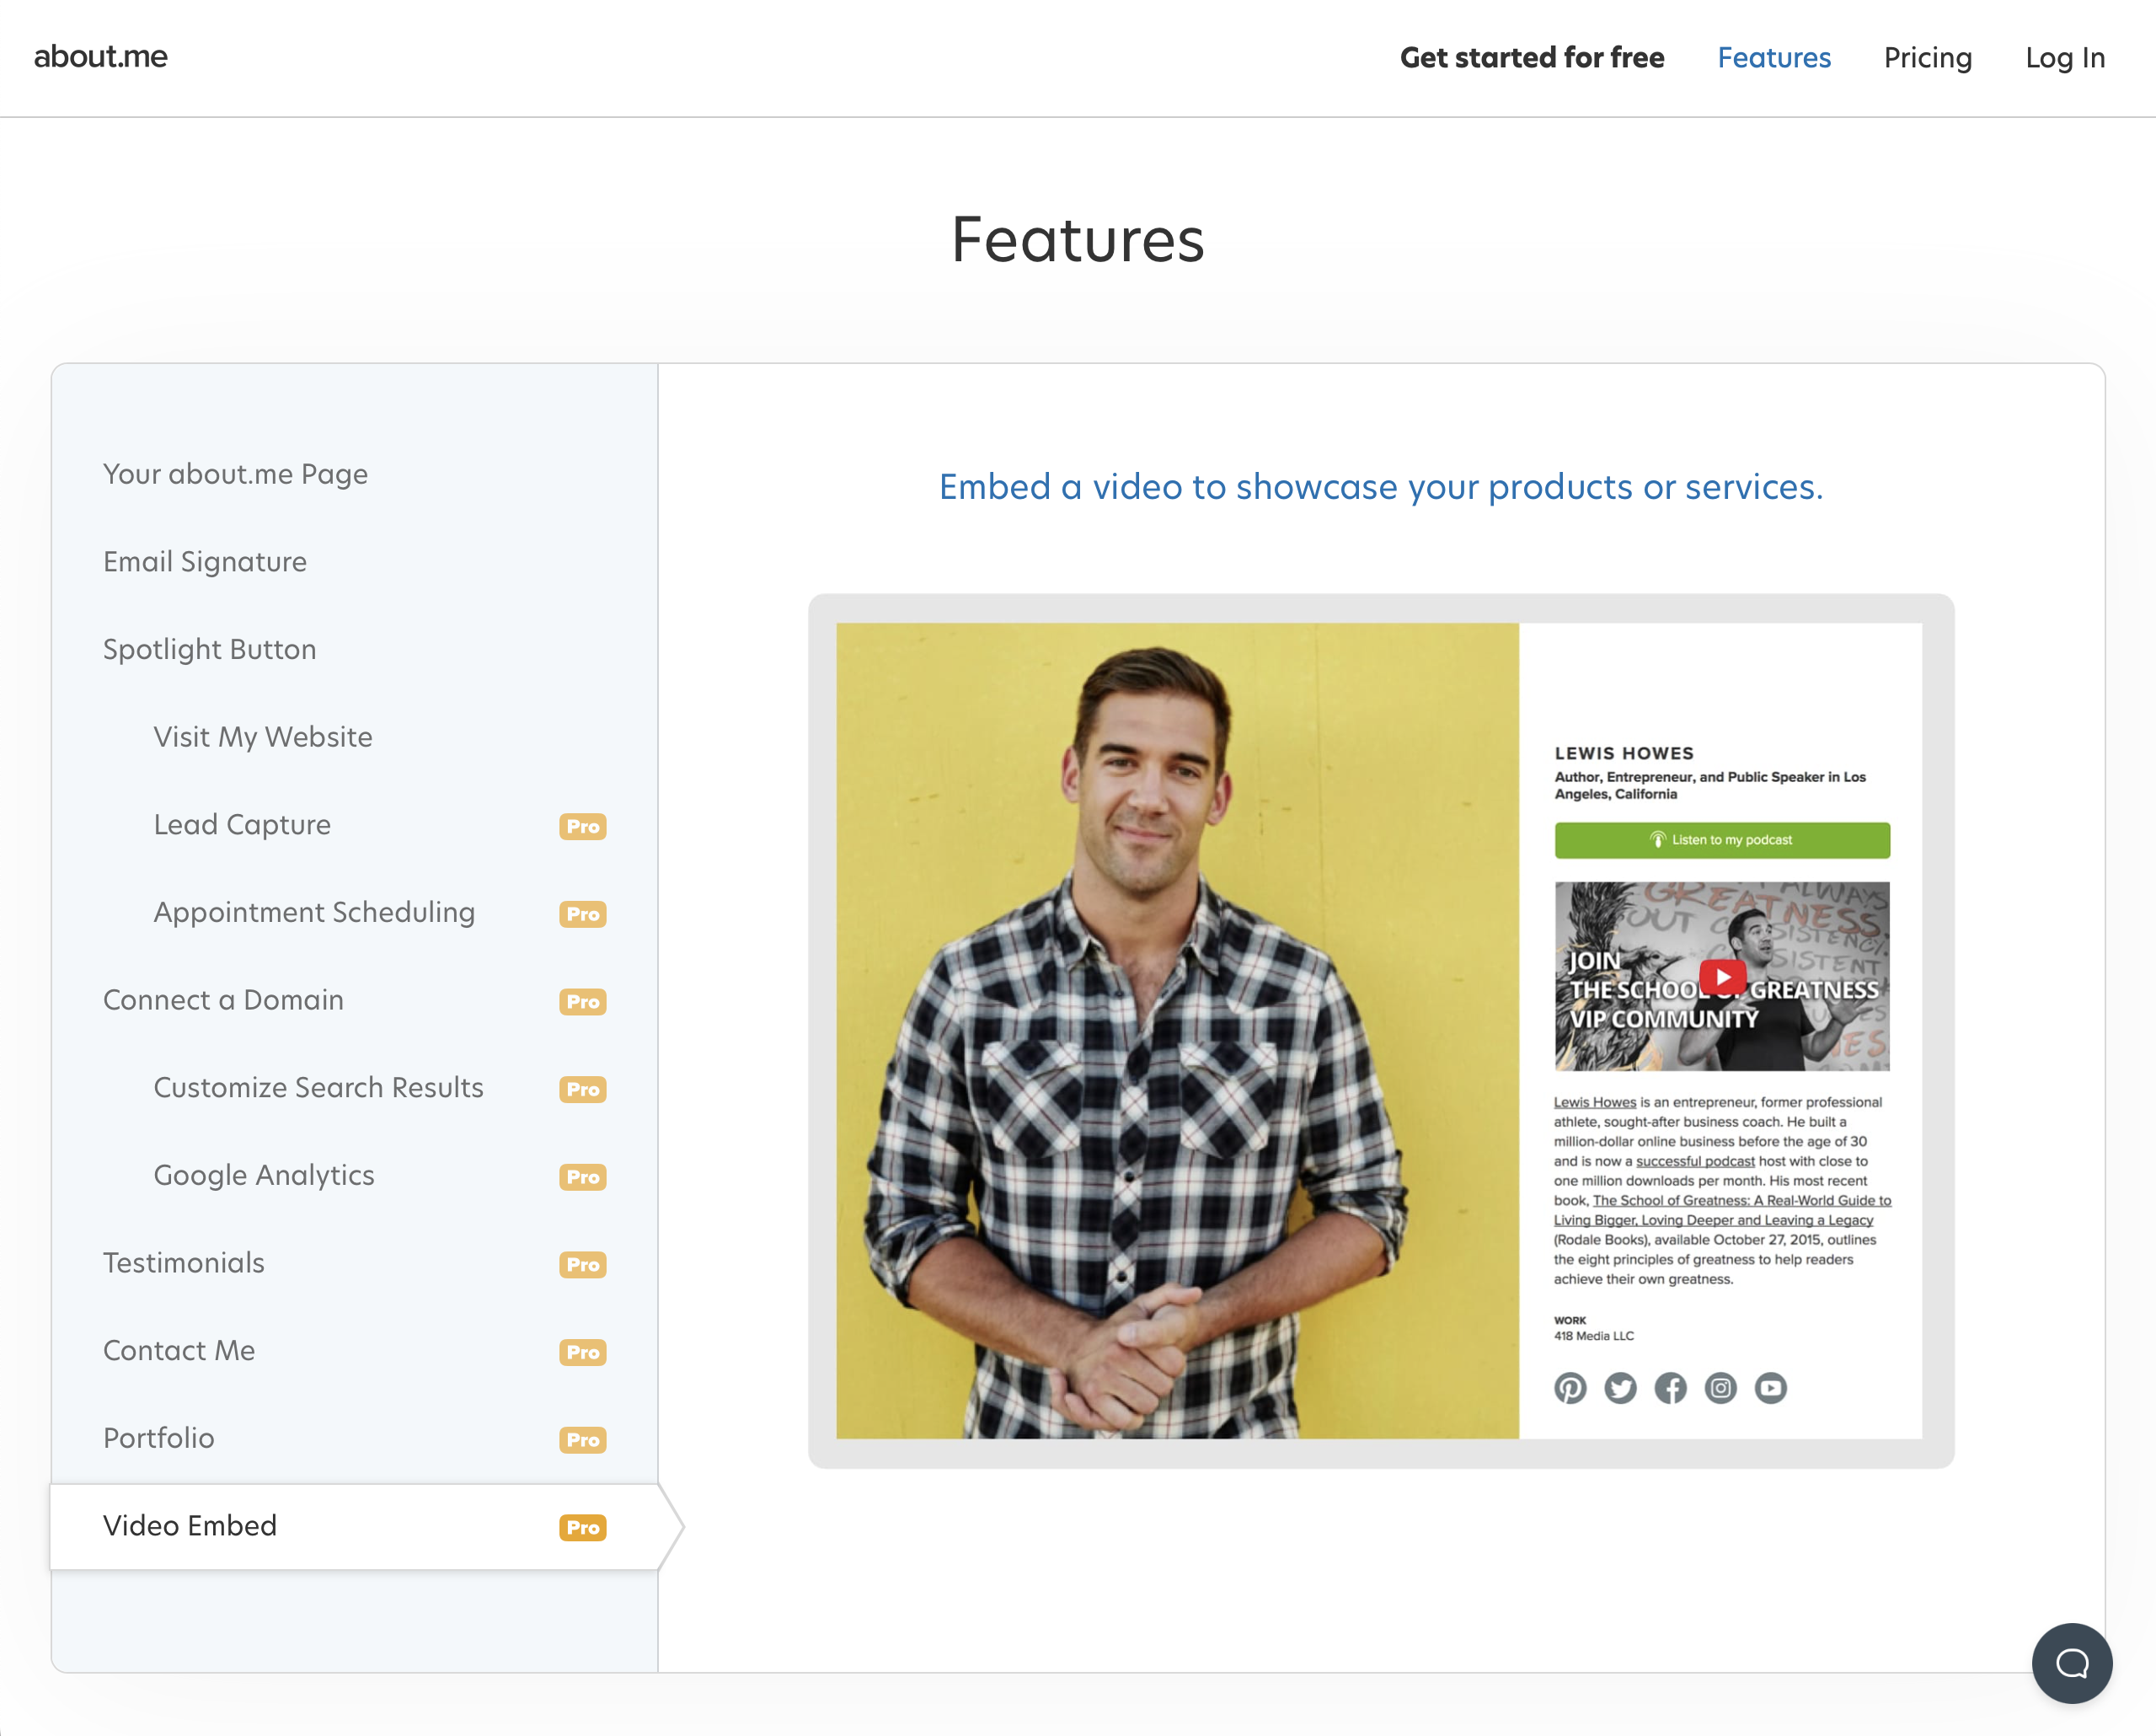 about.me
Get started for free
Features
Pricing
Log In
Features
Your about.me Page
Email Signature
Spotlight Button
Visit My Website
Lead Capture Pro
Appointment Scheduling Pro
Connect a Domain Pro
Customize Search Results Pro
Google Analytics Pro
Testimonials Pro
Contact Me Pro
Portfolio Pro
Video Embed Pro
Embed a video to showcase your products or services.
LEWIS HOWES
Author, Entrepreneur, and Public Speaker in Los
Angeles, California
Listen to my podcast
ALWAYS
GREATNESS
OUT
JOIN
THE SCHOOL OF GREATNESS
VIP COMMUNITY
Lewis Howes is an entrepreneur, former professional
athlete, sought-after business coach. He built a
million-dollar online business before the age of 30
and is now a successful podcast host with close to
one million downloads per month. His most recent
book, The School of Greatness: A Real-World Guide to
Living Bigger, Loving Deeper and Leaving a Legacy
(Rodale Books), available October 27, 2015, outlines
the eight principles of greatness to help readers
achieve their own greatness.
WORK
418 Media LLC